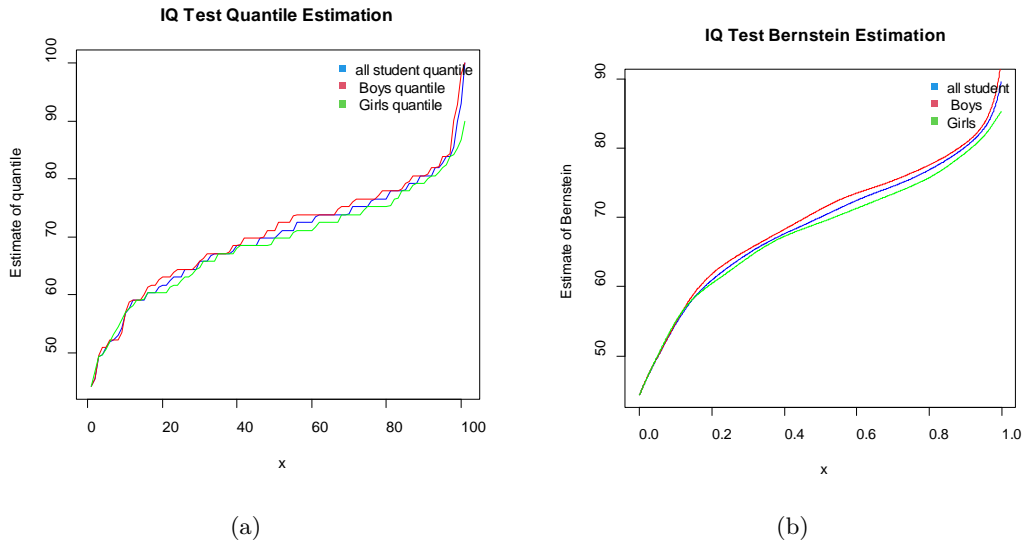 IQ Test Quantile Estimation
Estimate of quantile
100
90
80
70
60
50
all student quantile
Boys quantile
Girls quantile
0 20 40 60 80 100
x
(a)
IQ Test Bernstein Estimation
Estimate of Bernstein
90
80
70
60
50
all student
Boys
Girls
0.0 0.2 0.4 0.6 0.8 1.0
x
(b)